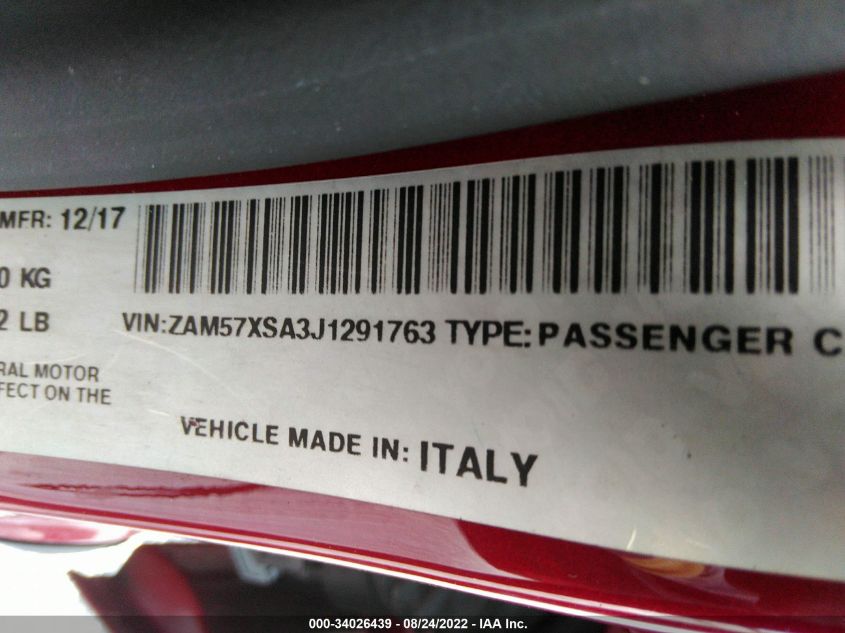 MFR: 12/17
0 KG
2 LB
VIN:ZAM57XSA3J1291763 TYPE: PASSENGER C
RAL MOTOR
FECT ON THE
VEHICLE MADE IN: ITALY
000-34026439 - 08/24/2022 - IAA Inc.